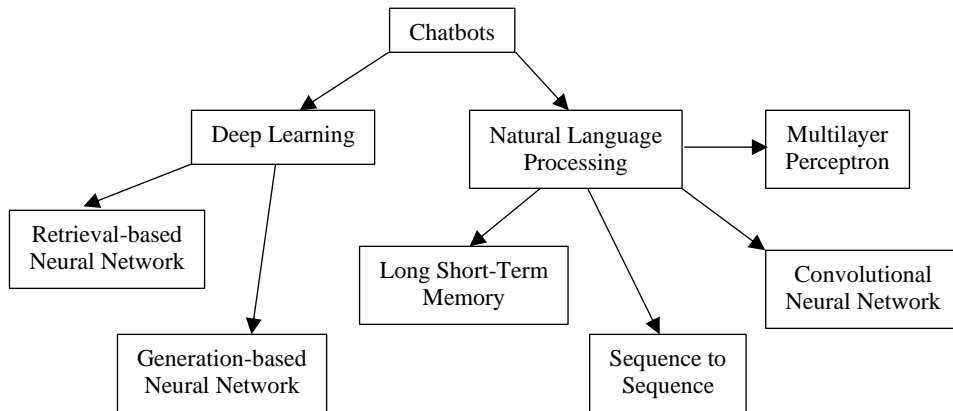 Chatbots
Deep Learning
Natural Language
Processing
Multilayer
Perceptron
Retrieval-based
Neural Network
Long Short-Term
Memory
Convolutional
Neural Network
Generation-based
Neural Network
Sequence to
Sequence